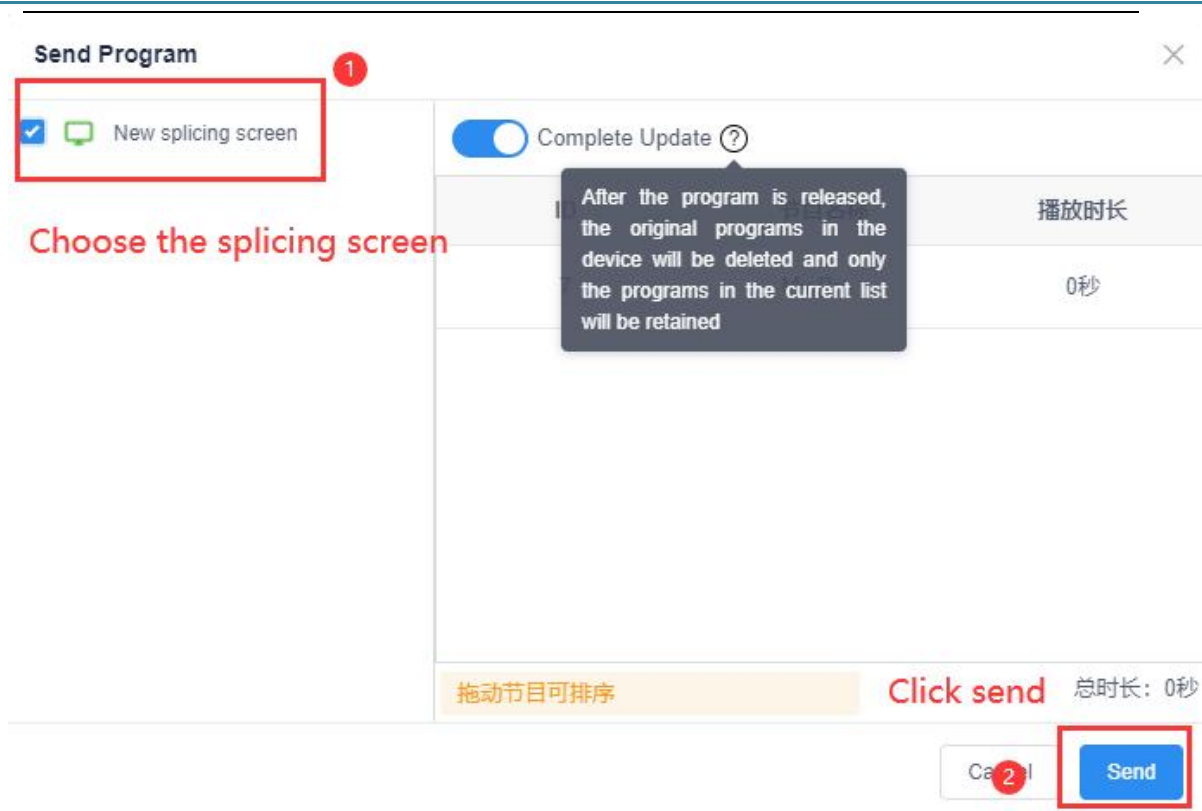 Send Program
1
New splicing screen
Complete Update ?
After the program is released,
the original programs in the
device will be deleted and only
the programs in the current list
will be retained
播放时长
0秒
Choose the splicing screen
拖动节目可排序
Click send
总时长：0秒
2
Send